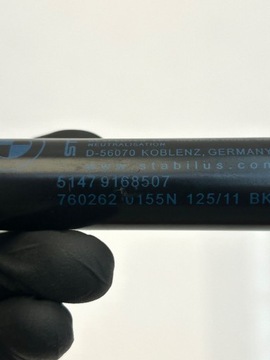 NEUTRALISATION
D-56070 KOBLENZ, GERMANY
www.stabilus.com
51479168507
760262 0155N 125/11 BK